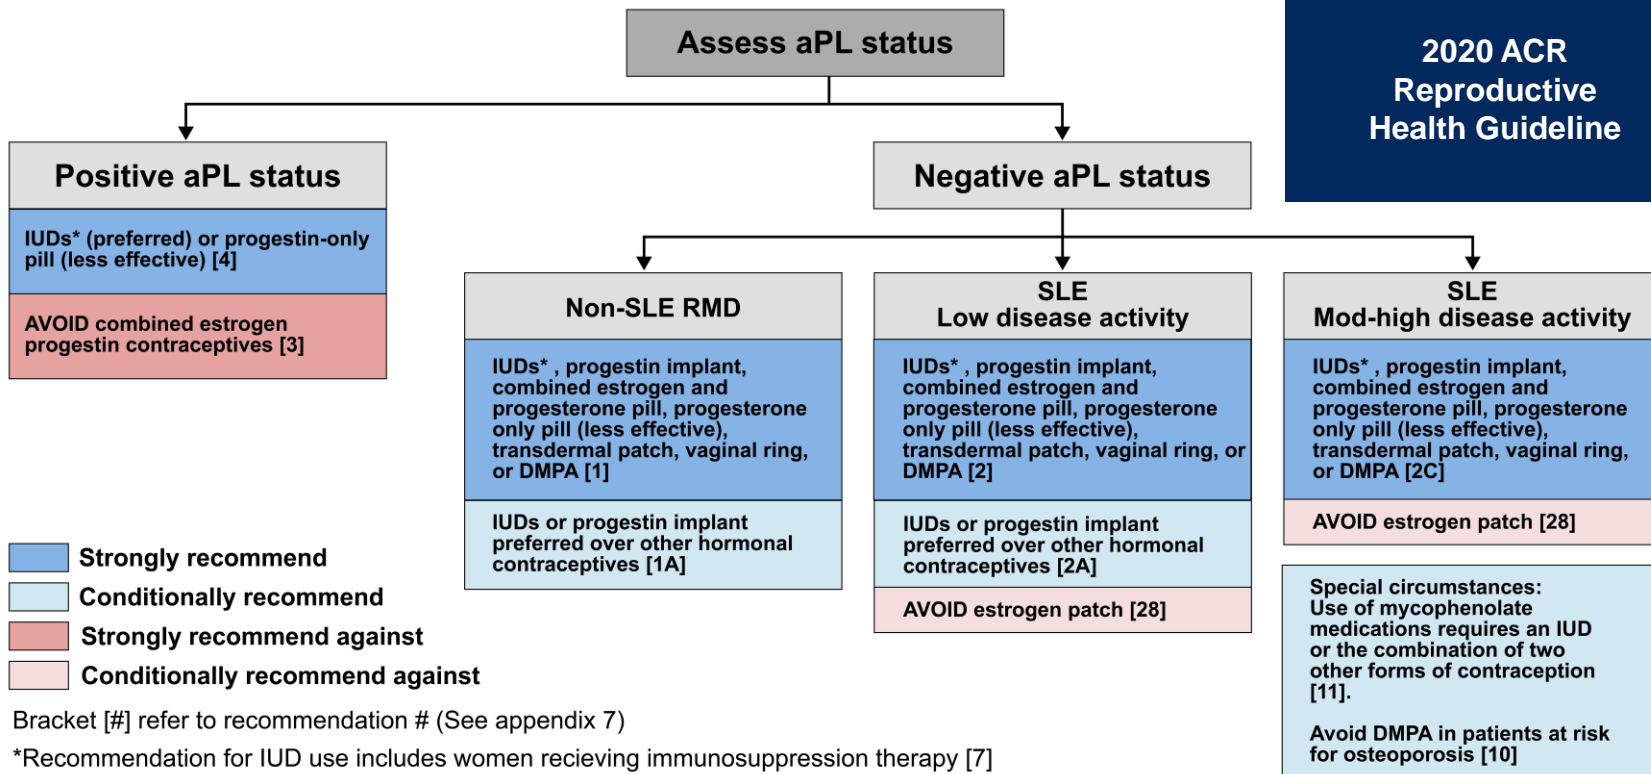 Assess aPL status
2020 ACR
Reproductive
Health Guideline
Positive aPL status
IUDs* (preferred) or progestin-only
pill (less effective) [4]
AVOID combined estrogen
progestin contraceptives [3]
Negative aPL status
Non-SLE RMD
IUDs* , progestin implant,
combined estrogen and
progesterone pill, progesterone
only pill (less effective),
transdermal patch, vaginal ring,
or DMPA [1]
IUDs or progestin implant
preferred over other hormonal
contraceptives [1A]
SLE
Low disease activity
IUDs* , progestin implant,
combined estrogen and
progesterone pill, progesterone
only pill (less effective),
transdermal patch, vaginal ring, or
DMPA [2]
IUDs or progestin implant
preferred over other hormonal
contraceptives [2A]
AVOID estrogen patch [28]
SLE
Mod-high disease activity
IUDs* , progestin implant,
combined estrogen and
progesterone pill, progesterone
only pill (less effective),
transdermal patch, vaginal ring,
or DMPA [2C]
AVOID estrogen patch [28]
Special circumstances:
Use of mycophenolate
medications requires an IUD
or the combination of two
other forms of contraception
[11].
Avoid DMPA in patients at risk
for osteoporosis [10]
Strongly recommend
Conditionally recommend
Strongly recommend against
Conditionally recommend against
Bracket [#] refer to recommendation # (See appendix 7)
*Recommendation for IUD use includes women recieving immunosuppression therapy [7]